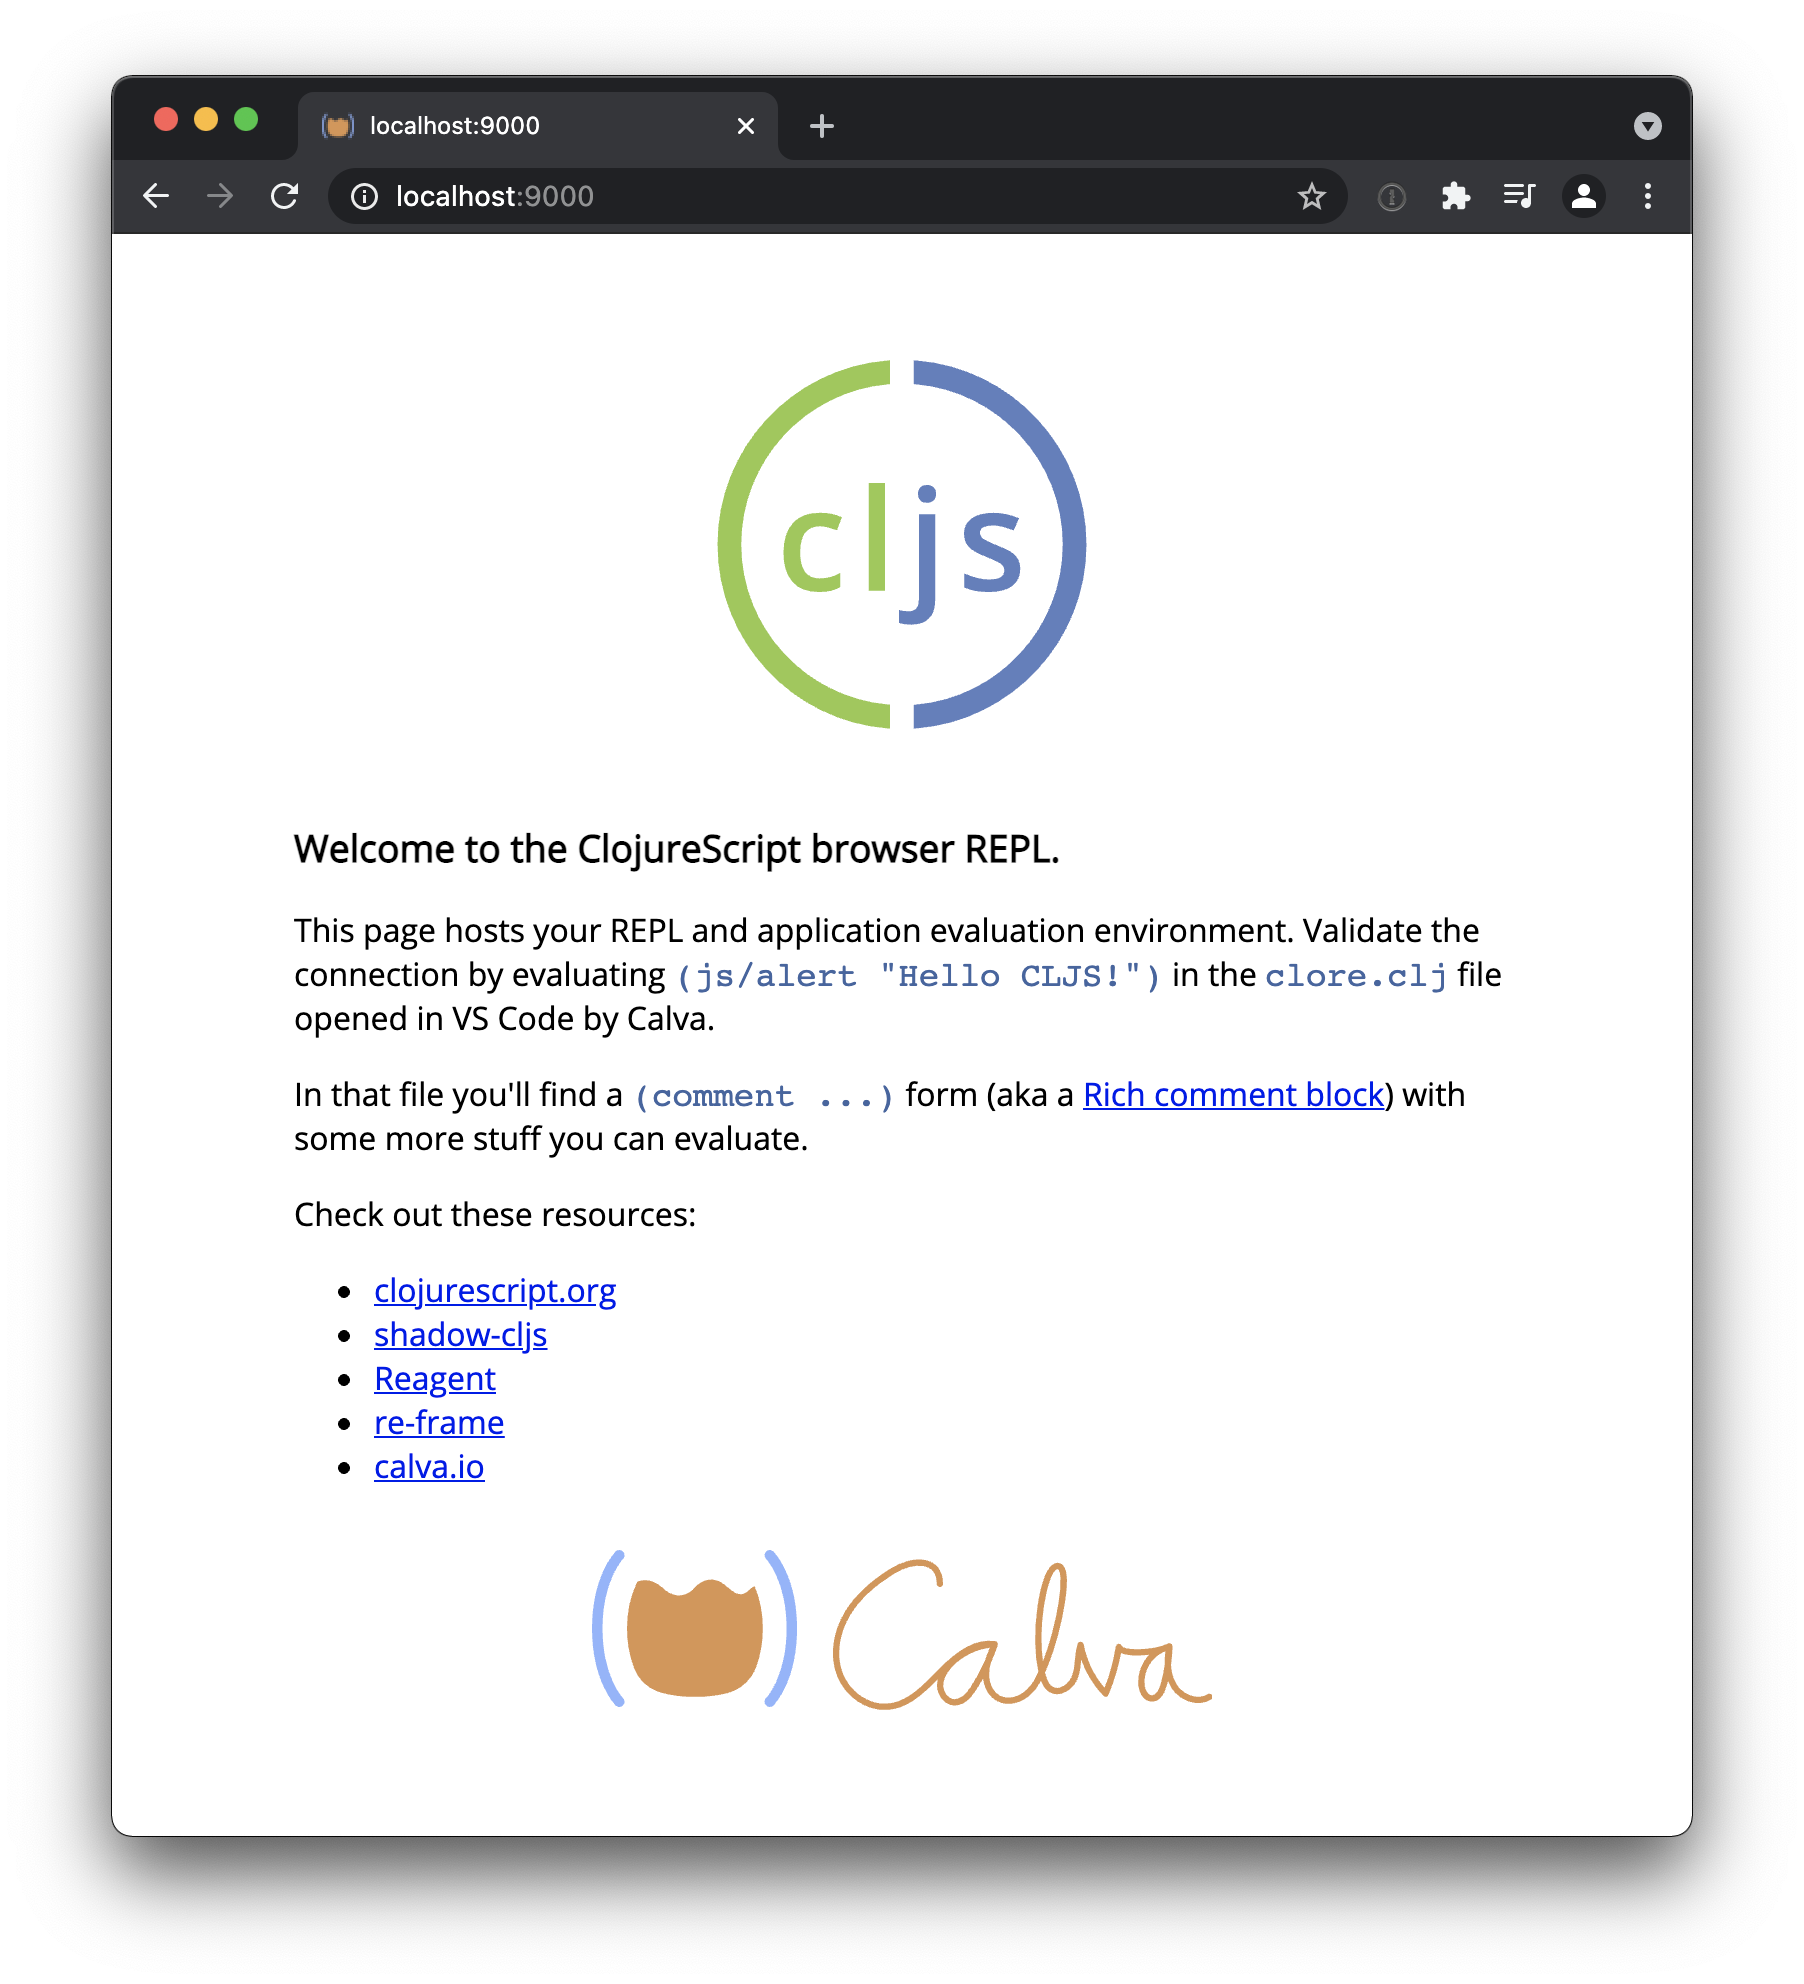 localhost:9000
localhost:9000
cljs
Welcome to the ClojureScript browser REPL.
This page hosts your REPL and application evaluation environment. Validate the
connection by evaluating (js/alert "Hello CLJS!") in the clore.clj file
opened in VS Code by Calva.
In that file you'll find a (comment ...) form (aka a Rich comment block) with
some more stuff you can evaluate.
Check out these resources:
• clojurescript.org
• shadow-cljs
• Reagent
• re-frame
• calva.io
Calva